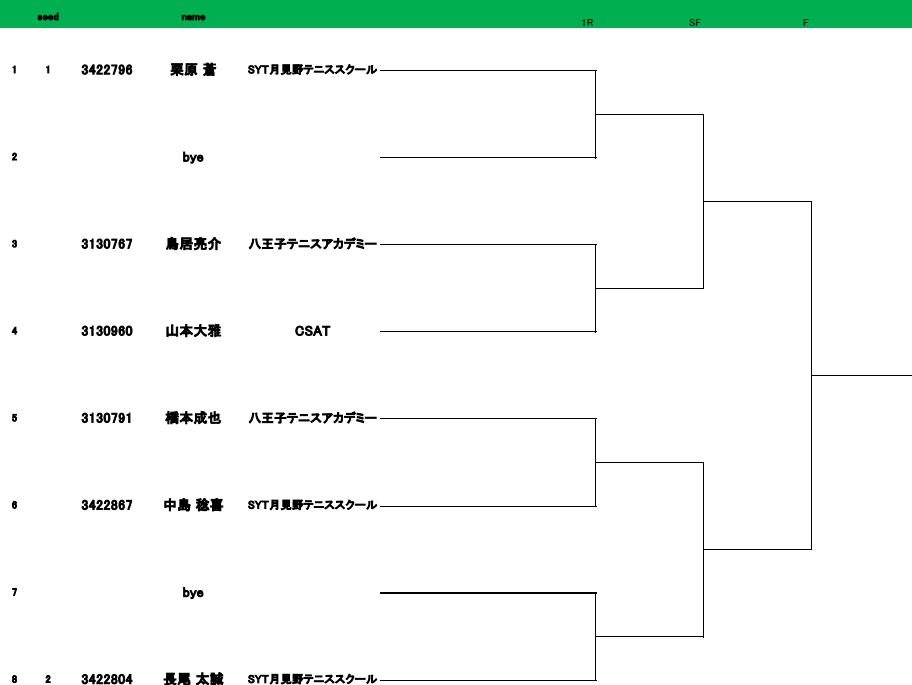 seed name 1R SF F
1 1 3422796 栗原 蒼 SYT月見野テニススクール
2 bye
3 3130767 鳥居亮介 八王子テニスアカデミー
4 3130960 山本大雅 CSAT
5 3130791 橋本成也 八王子テニスアカデミー
6 3422867 中島 稔喜 SYT月見野テニススクール
7 bye
8 2 3422804 長尾 太誠 SYT月見野テニススクール